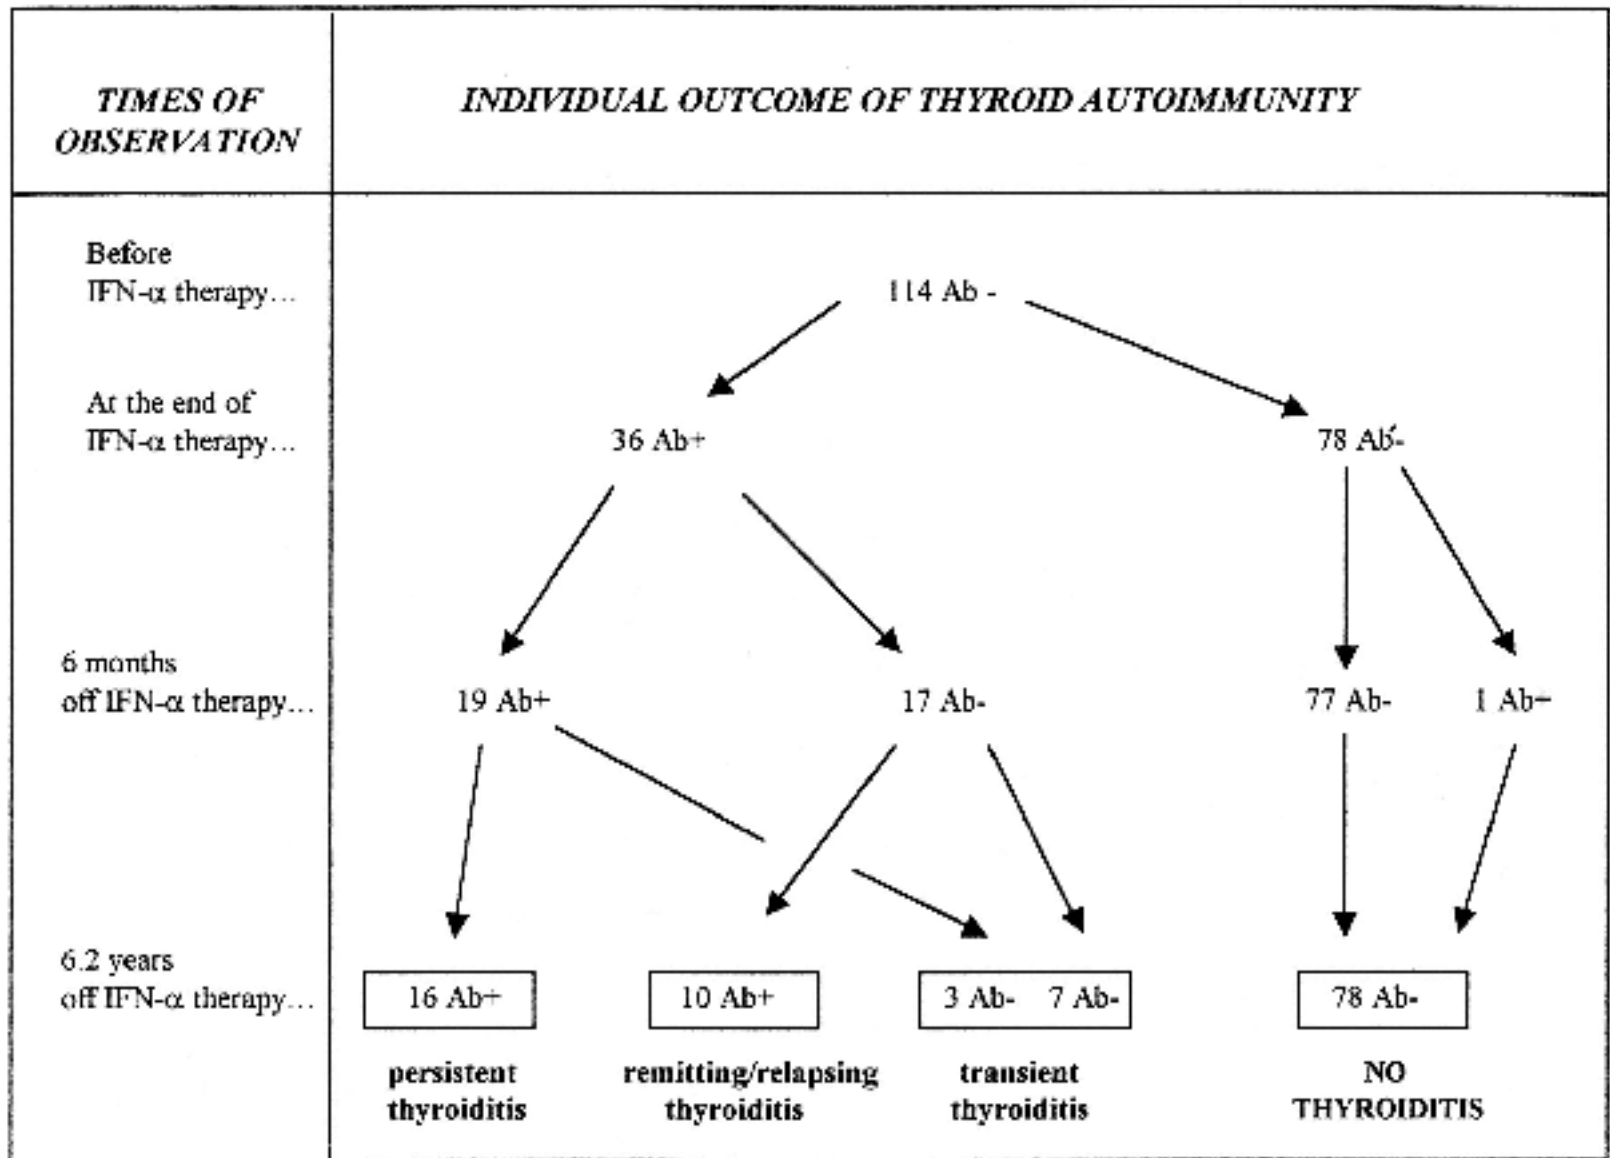 TIMES OF
OBSERVATION
INDIVIDUAL OUTCOME OF THYROID AUTOIMMUNITY
Before
IFN-α therapy...
114 Ab -
At the end of
IFN-α therapy...
36 Ab+
78 Ab-
6 months
off IFN-α therapy...
19 Ab+
17 Ab-
77 Ab-
1 Ab+
6.2 years
off IFN-α therapy...
16 Ab+
10 Ab+
3 Ab- 7 Ab-
78 Ab-
persistent
thyroiditis
remitting/relapsing
thyroiditis
transient
thyroiditis
NO
THYROIDITIS